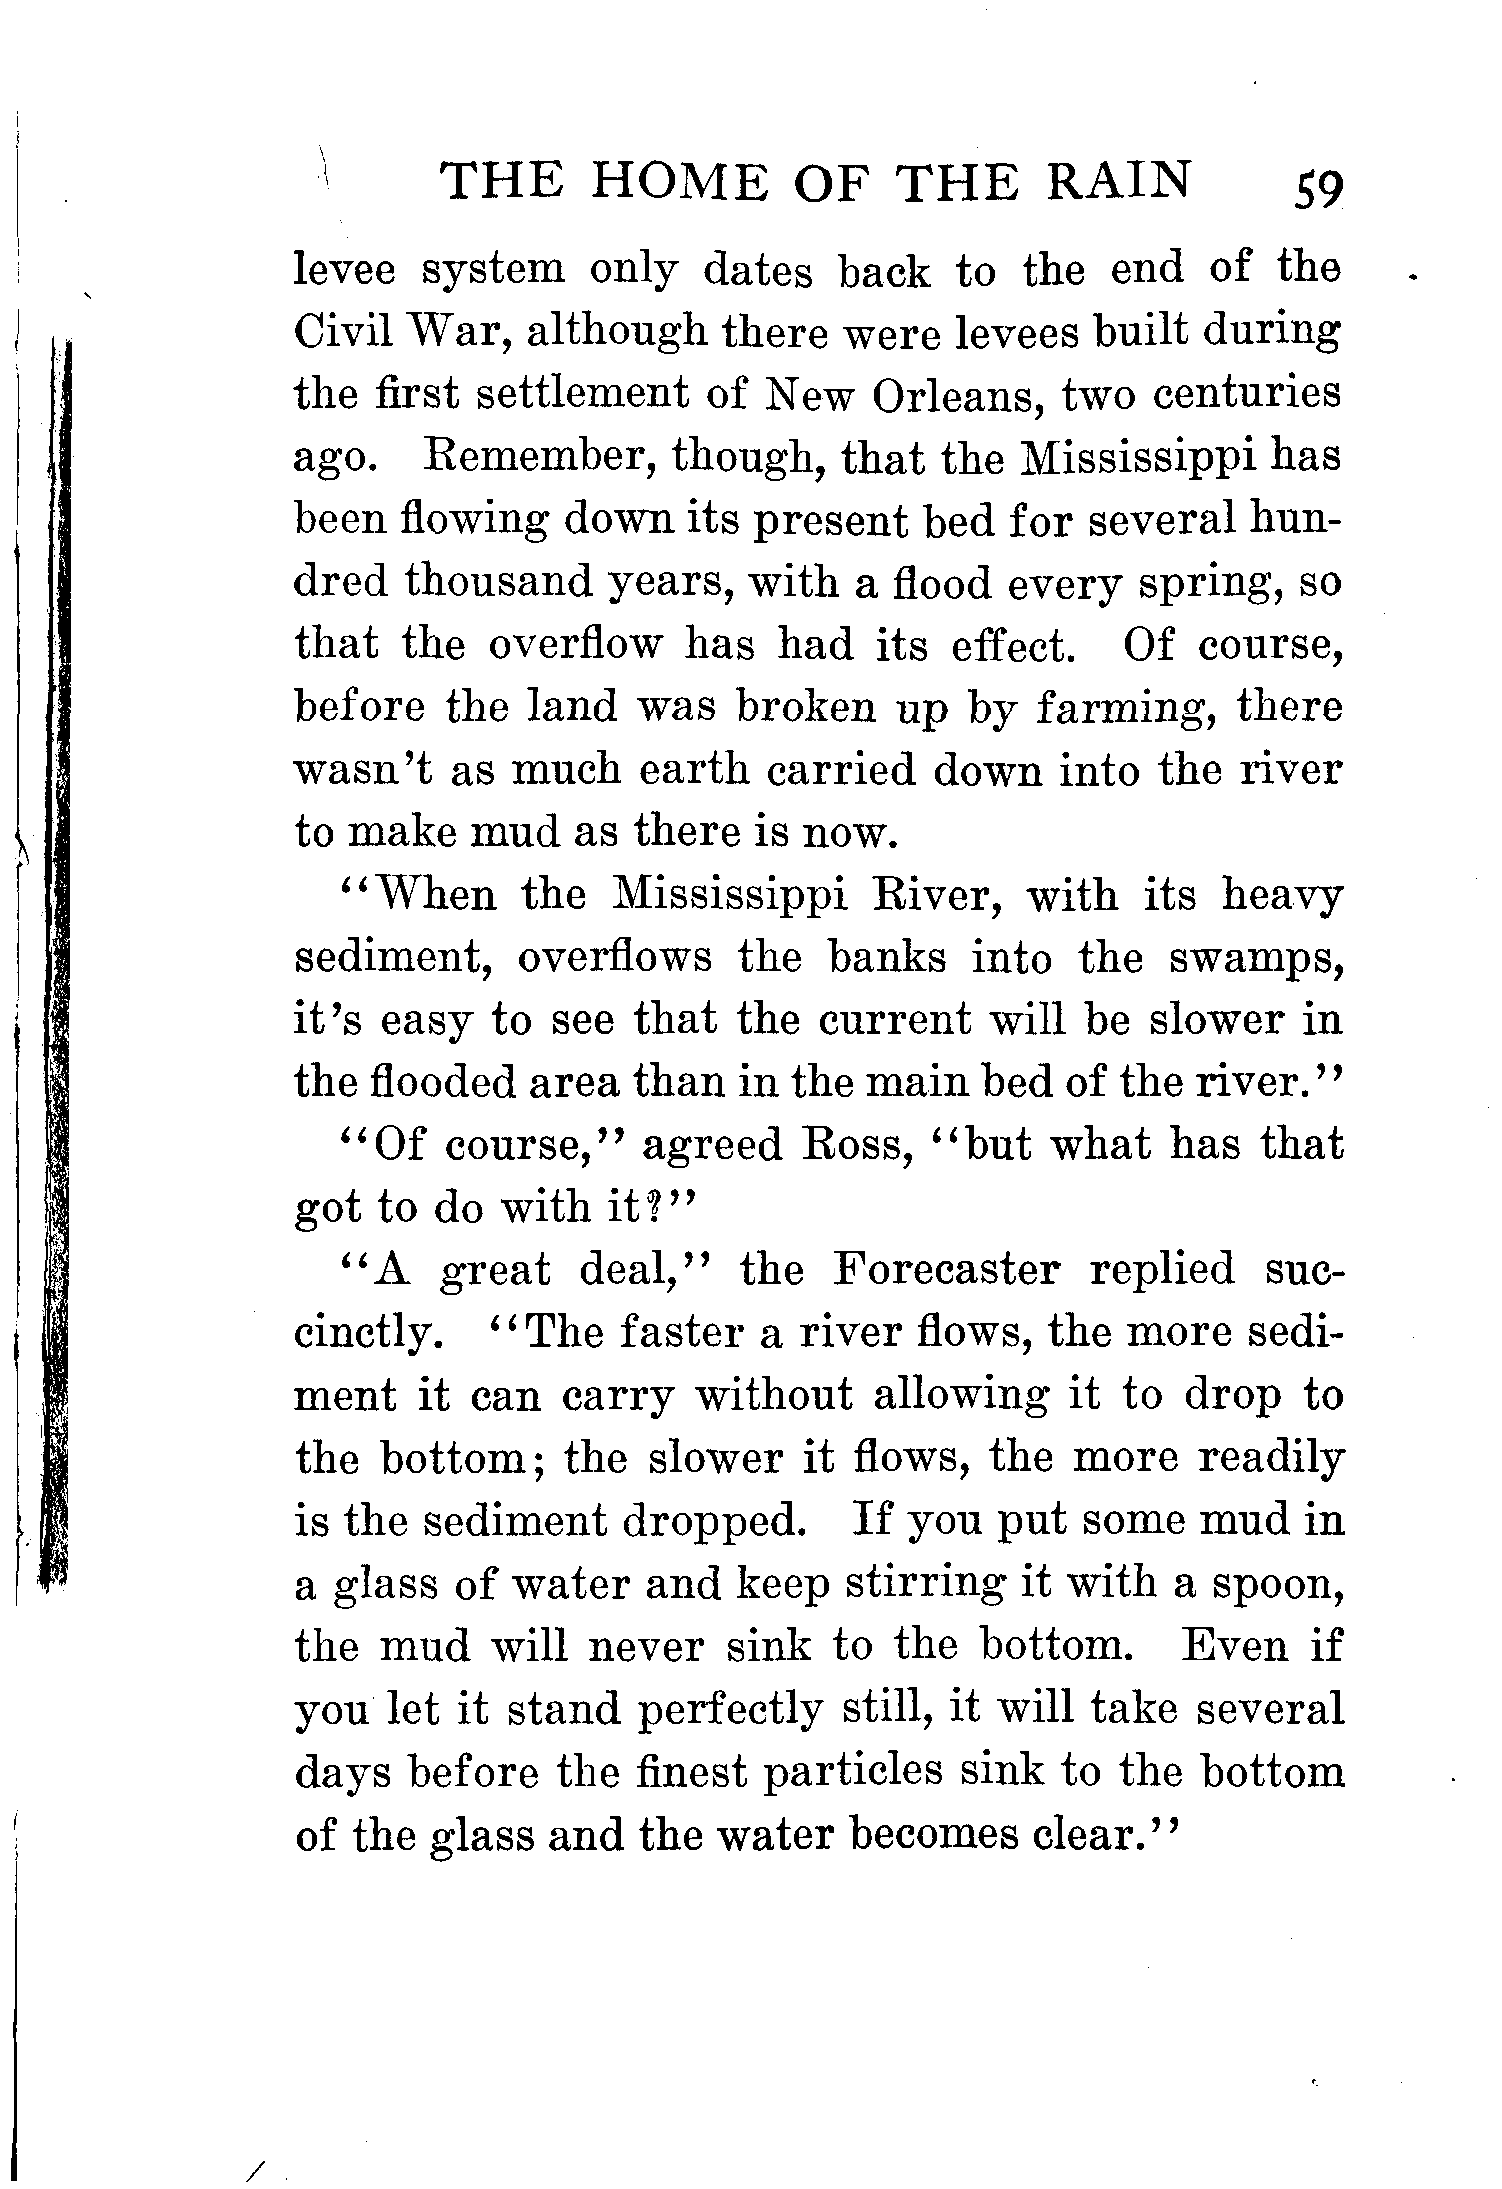 THE HOME OF THE RAIN 59
levee system only dates back to the end of the
Civil War, although there were levees built during
the first settlement of New Orleans, two centuries
ago. Remember, though, that the Mississippi has
been flowing down its present bed for several hun-
dred thousand years, with a flood every spring, so
that the overflow has had its effect. Of course,
before the land was broken up by farming, there
wasn't as much earth carried down into the river
to make mud as there is now.
"When the Mississippi River, with its heavy
sediment, overflows the banks into the swamps,
it's easy to see that the current will be slower in
the flooded area than in the main bed of the river."
"Of course," agreed Ross, "but what has that
got to do with it?"
"A great deal," the Forecaster replied suc-
cinctly. "The faster a river flows, the more sedi-
ment it can carry without allowing it to drop to
the bottom; the slower it flows, the more readily
is the sediment dropped. If you put some mud in
a glass of water and keep stirring it with a spoon,
the mud will never sink to the bottom. Even if
you let it stand perfectly still, it will take several
days before the finest particles sink to the bottom
of the glass and the water becomes clear."